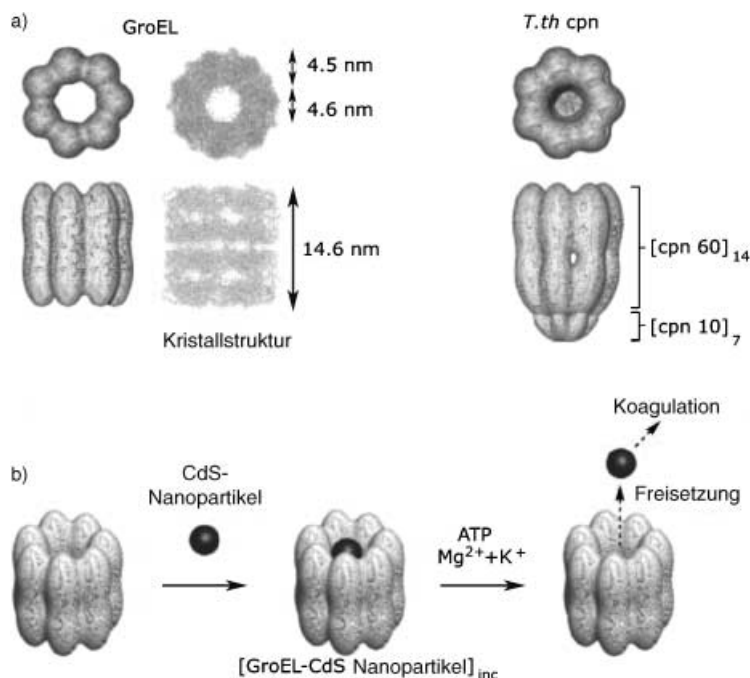 a)
GroEL
T.th cpn
4.5 nm
4.6 nm
14.6 nm
[cpn 60]14
[cpn 10]7
Kristallstruktur
b)
CdS-
Nanopartikel
ATP
Mg2++K+
Koagulation
Freisetzung
[GroEL-CdS Nanopartikel]inc